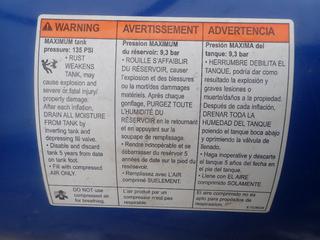 WARNING
MAXIMUM tank
pressure: 135 PSI
• RUST
WEAKENS
TANK, may
cause explosion and
severe or fatal injury/
property damage.
After each inflation,
DRAIN ALL MOISTURE
FROM TANK by
inverting tank and
depressing fill valve.
• Disable and discard
tank 5 years from date
on tank foot.
• Fill with compressed
AIR ONLY.
DO NOT use
compressed air
for breathing.
AVERTISSEMENT
Pression MAXIMUM
du réservoir: 9,3 bar
• ROUILLE S'AFFAIBLIR
DU RÉSERVOIR, cause
l'explosion et des blessures
ou la mort/des dommages
matériels. Après chaque
gonflage, PURGEZ TOUTE
L'HUMIDITÉ DU
RÉSERVOIR en le retournant
et en appuyant sur la
soupape de remplissage.
• Rendre inopérable et se
débarrasser du réservoir 5
années de date sur le pied du
réservoir.
• Remplissez avec L'AIR
comprimé SEULEMENT.
L'air produit par un
compresseur n'est pas
respirable.
ADVERTENCIA
Presión MAXIMA del
tanque: 9,3 bar
• HERRUMBRE DEBILITA EL
TANQUE, podría dar como
resultado la explosión y
graves lesiones o
muerte/daños a la propiedad.
Después de cada inflación,
DRENAR TODA LA
HUMEDAD DEL TANQUE
poniendo el tanque boca abajo
y oprimiendo la válvula de
llenado.
• Haga inoperative y descarte
el tanque 5 años de fecha en
el pie del tanque.
• Llene con EL AIRE
comprimido SOLAMENTE.
El aire comprimido no es
apto para propósitos de
respiración.